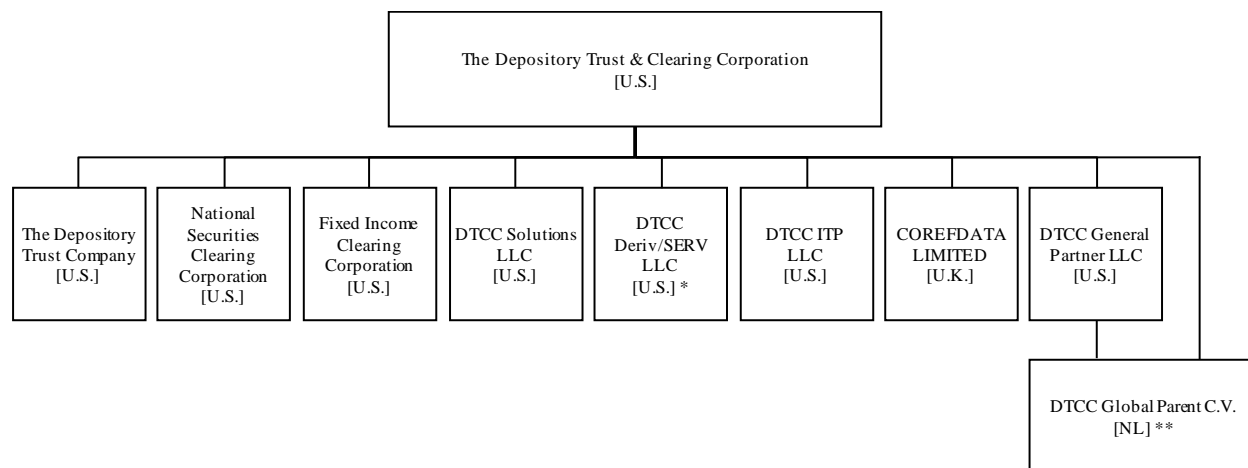 The Depository Trust & Clearing Corporation
[U.S.]
The Depository
Trust Company
[U.S.]
National
Securities
Clearing
Corporation
[U.S.]
Fixed Income
Clearing
Corporation
[U.S.]
DTCC Solutions
LLC
[U.S.]
DTCC
Deriv/SERV
LLC
[U.S.] *
DTCC ITP
LLC
[U.S.]
COREFDATA
LIMITED
[U.K.]
DTCC General
Partner LLC
[U.S.]
DTCC Global Parent C.V.
[NL] **